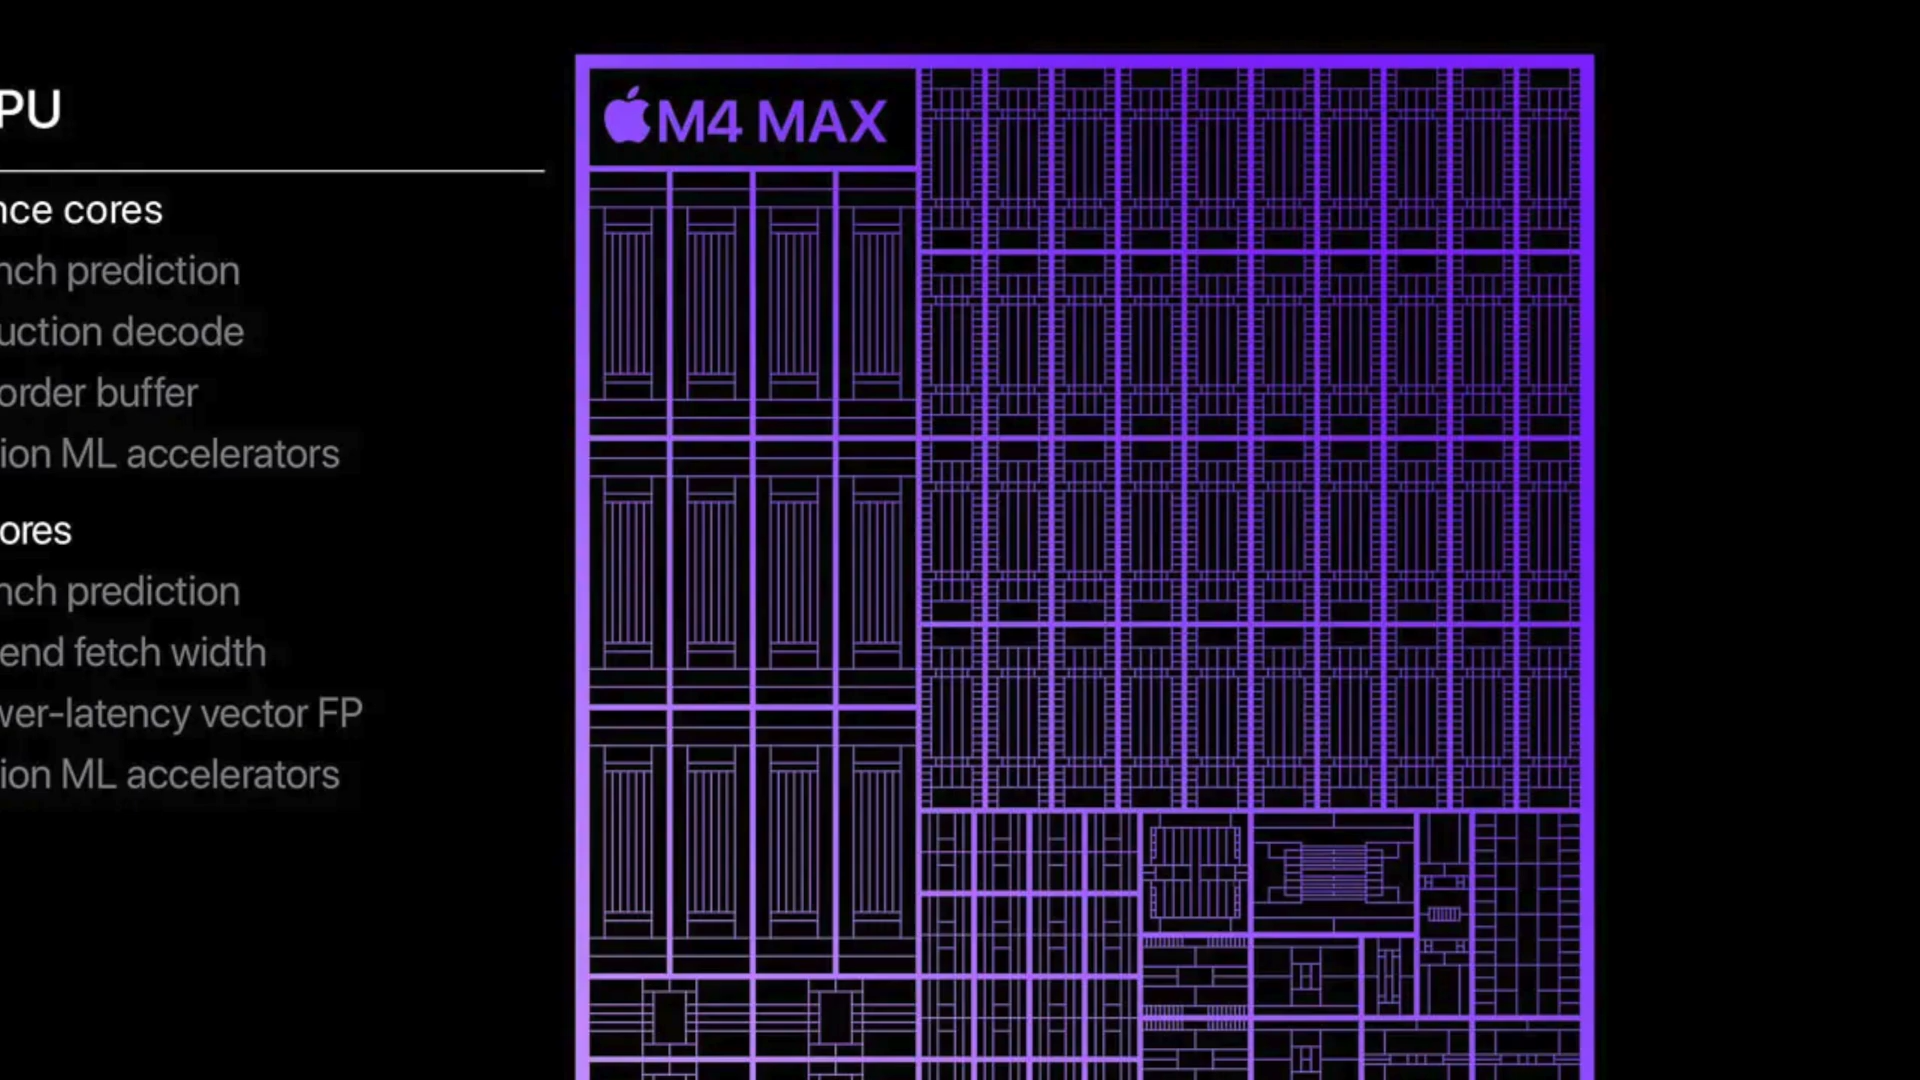 PU
nce cores
nch prediction
uction decode
order buffer
ion ML accelerators
ores
nch prediction
end fetch width
wer-latency vector FP
ion ML accelerators
M4 MAX